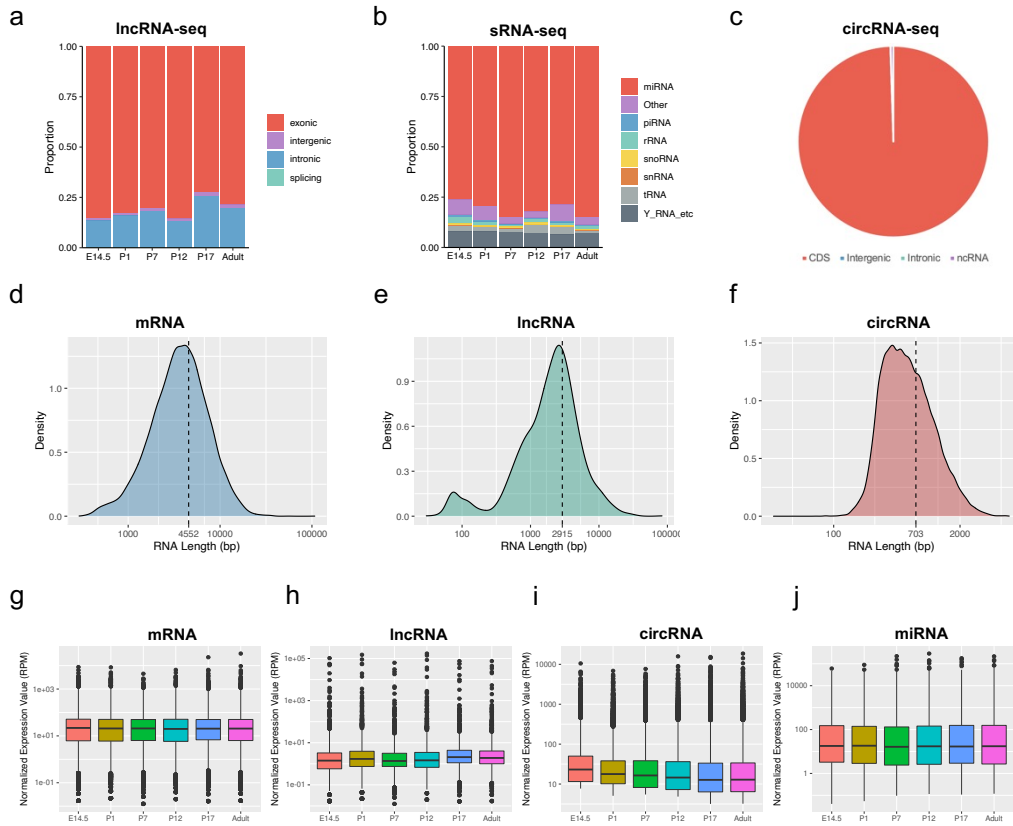 a
lncRNA-seq
Proportion
1.00
0.75
0.50
0.25
0.00
E14.5 P1 P7 P12 P17 Adult
exonic
intergenic
intronic
splicing
b
sRNA-seq
Proportion
1.00
0.75
0.50
0.25
0.00
E14.5 P1 P7 P12 P17 Adult
miRNA
Other
piRNA
rRNA
snoRNA
snRNA
tRNA
Y_RNA_etc
c
circRNA-seq
CDS Intergenic Intronic ncRNA
d
mRNA
Density
1.0
0.5
0.0
1000 4552 10000 100000
RNA Length (bp)
e
lncRNA
Density
0.9
0.6
0.3
0.0
100 1000 2915 10000 100000
RNA Length (bp)
f
circRNA
Density
1.5
1.0
0.5
0.0
100 703 2000
RNA Length (bp)
g
mRNA
Normalized Expression Value (RPM)
1e+03
1e+01
1e-01
E14.5 P1 P7 P12 P17 Adult
h
lncRNA
Normalized Expression Value (RPM)
1e+05
1e+03
1e+01
1e-01
E14.5 P1 P7 P12 P17 Adult
i
circRNA
Normalized Expression Value (RPM)
10000
1000
100
10
E14.5 P1 P7 P12 P17 Adult
j
miRNA
Normalized Expression Value (RPM)
10000
100
1
E14.5 P1 P7 P12 P17 Adult